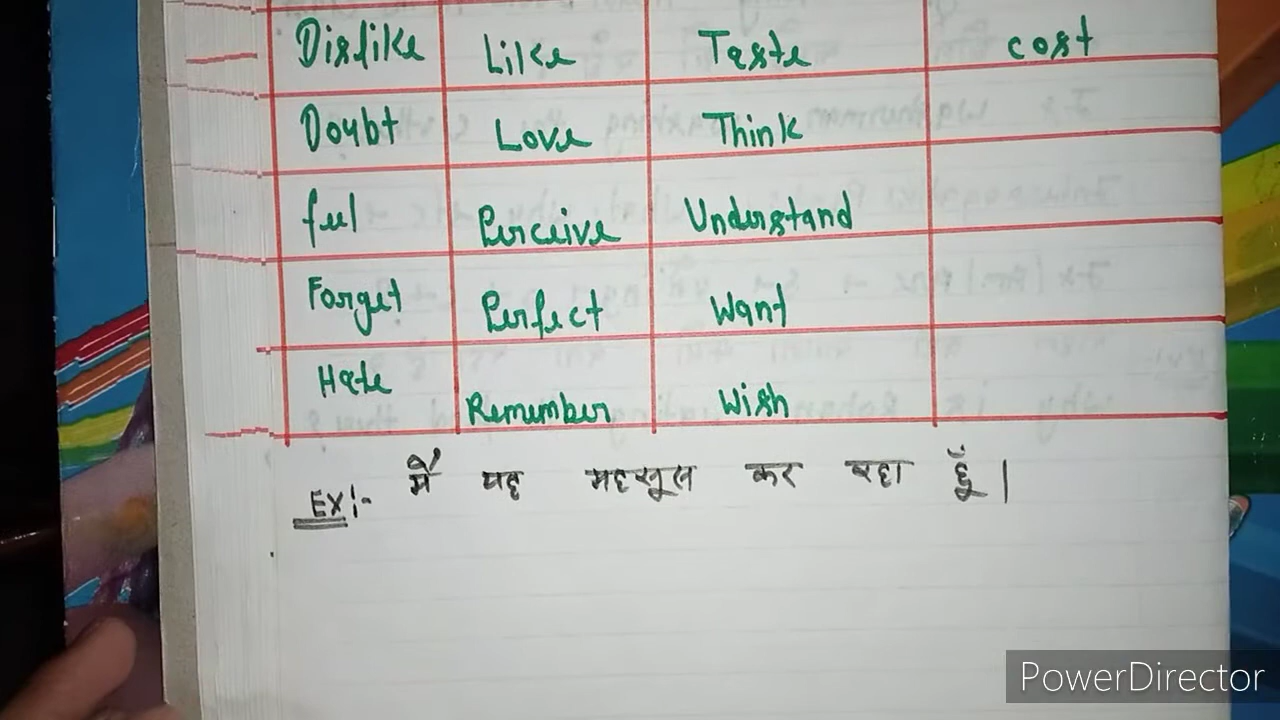 Dislike Like Taste cost
Doubt Love Think
feel Perceive Understand
Forget Perfect Want
Hate Remember Wish
Ex!:- मैं यह महसूस कर रहा हूँ।
PowerDirector